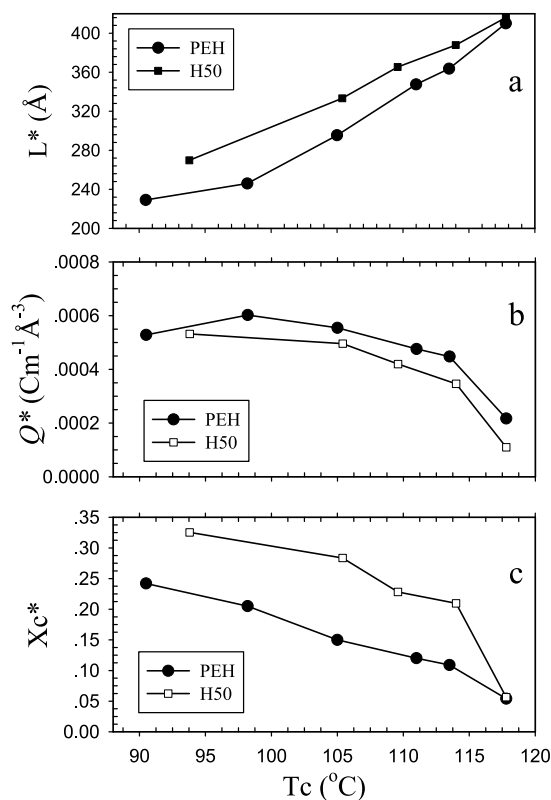 400
360
320
280
240
200
L* (Å)
PEH
H50
a
.0008
.0006
.0004
.0002
0.0000
Q* (Cm⁻¹ Å⁻³)
PEH
H50
b
.35
.30
.25
.20
.15
.10
.05
0.00
Xc*
PEH
H50
c
90 95 100 105 110 115 120
Tc (°C)